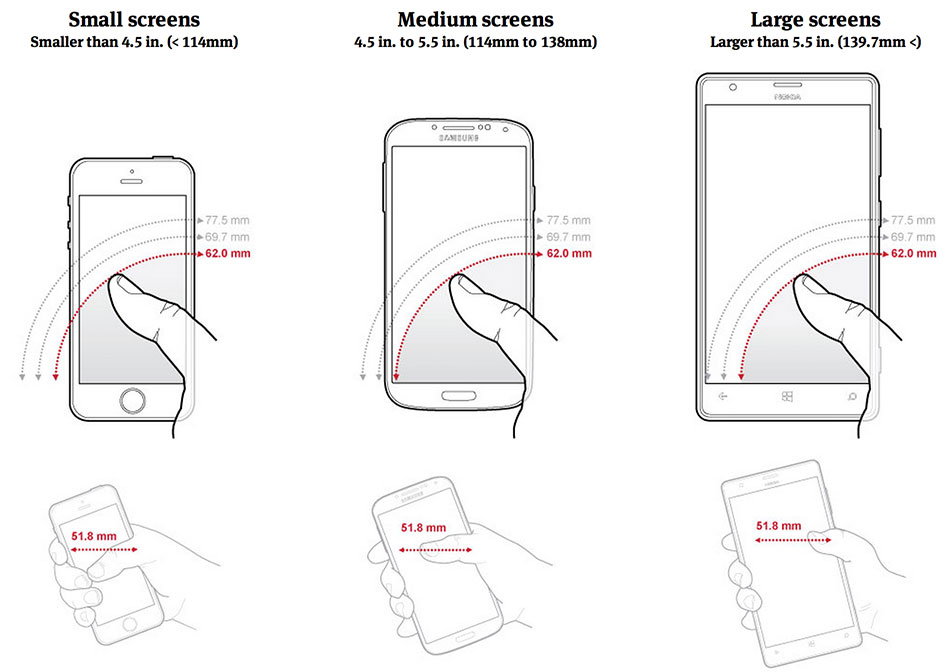 Small screens
Smaller than 4.5 in. (< 114mm)
Medium screens
4.5 in. to 5.5 in. (114mm to 138mm)
Large screens
Larger than 5.5 in. (139.7mm <)
NOKIA
SAMSUNG
77.5 mm
69.7 mm
62.0 mm
77.5 mm
69.7 mm
62.0 mm
77.5 mm
69.7 mm
62.0 mm
51.8 mm
SAMSUNG
51.8 mm
NOKIA
51.8 mm